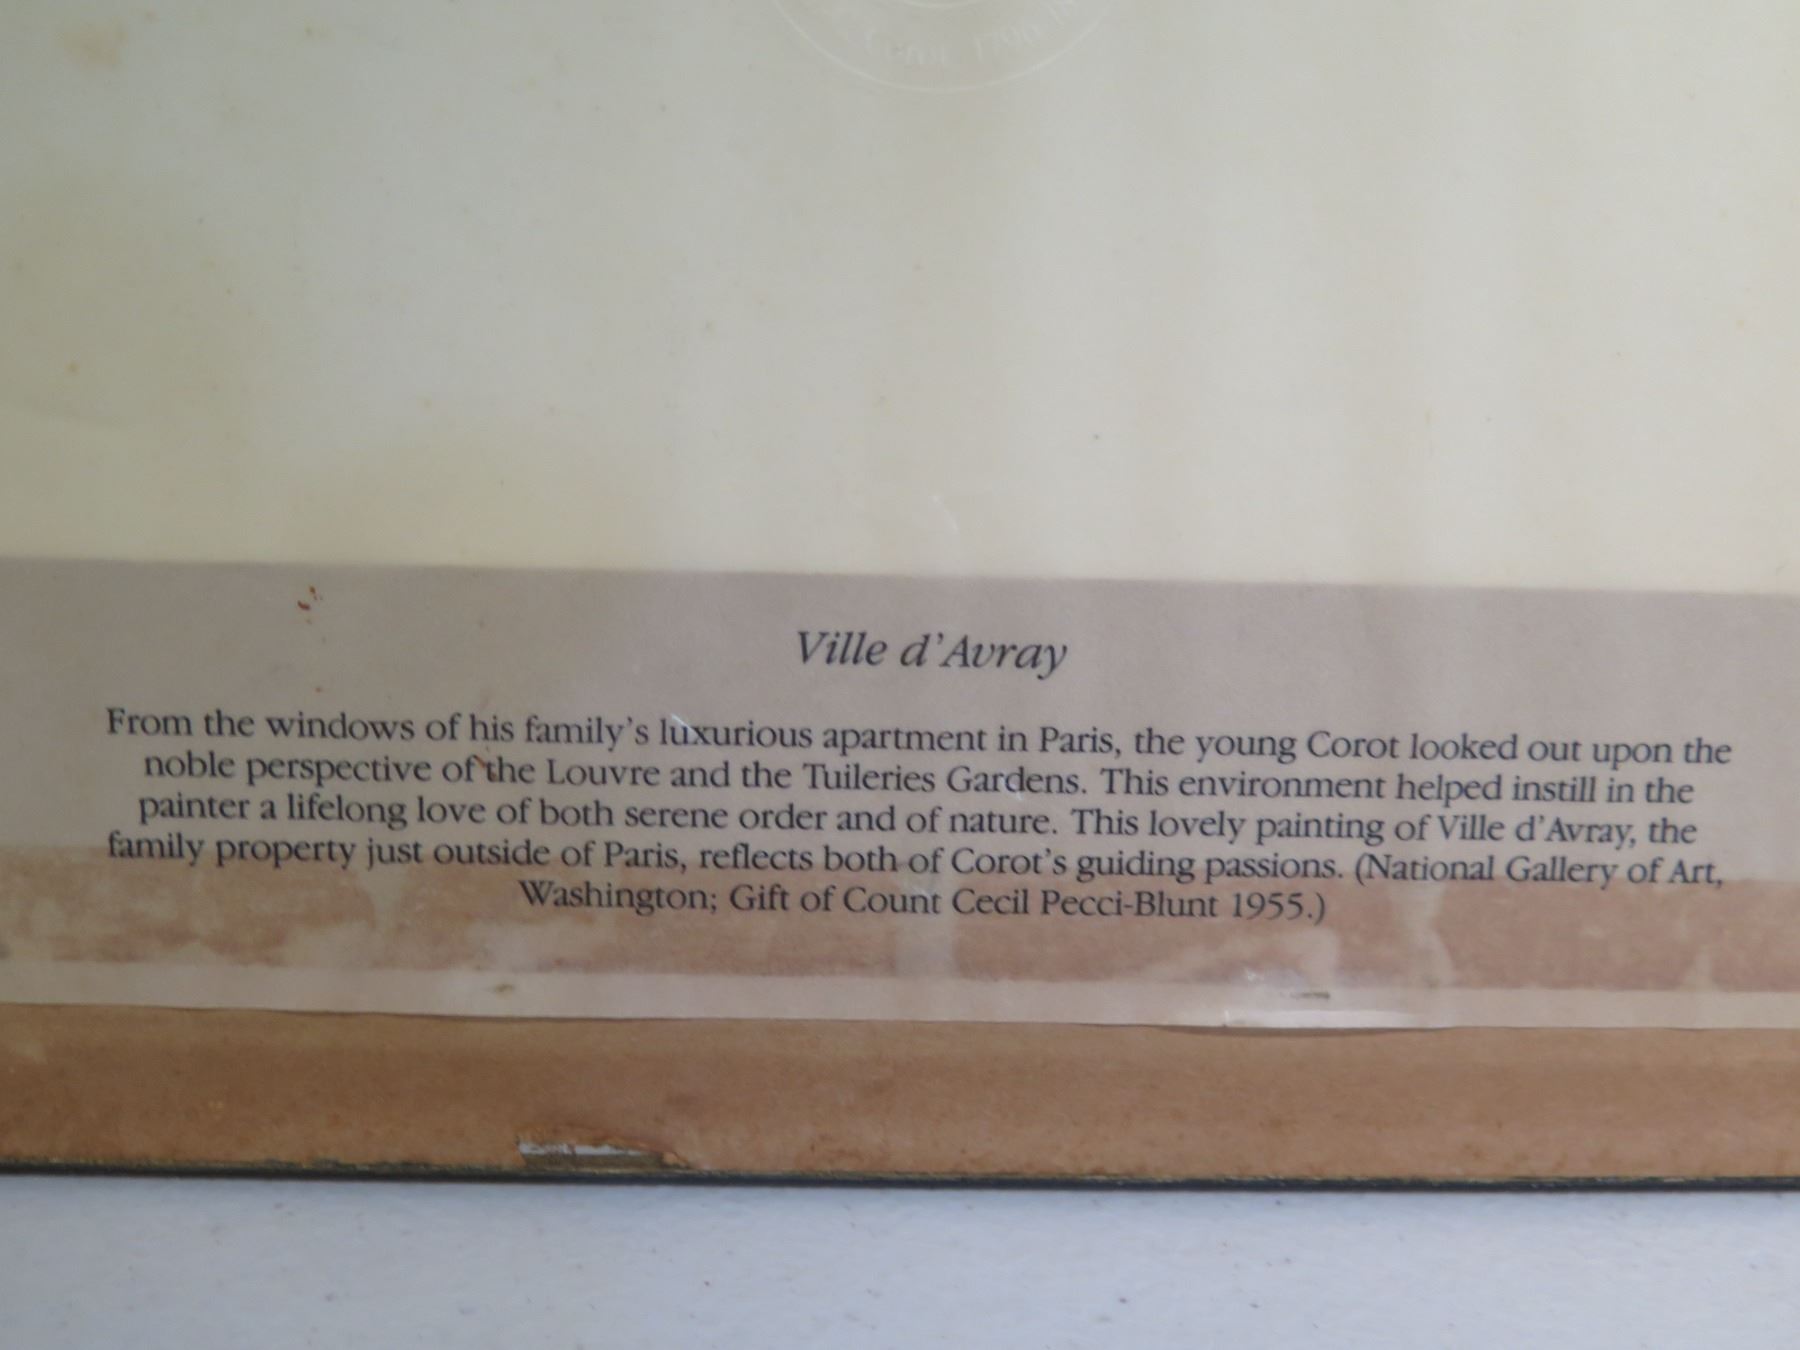 Corot 1796
Ville d'Avray
From the windows of his family's luxurious apartment in Paris, the young Corot looked out upon the
noble perspective of the Louvre and the Tuileries Gardens. This environment helped instill in the
painter a lifelong love of both serene order and of nature. This lovely painting of Ville d'Avray, the
family property just outside of Paris, reflects both of Corot's guiding passions. (National Gallery of Art,
Washington; Gift of Count Cecil Pecci-Blunt 1955.)